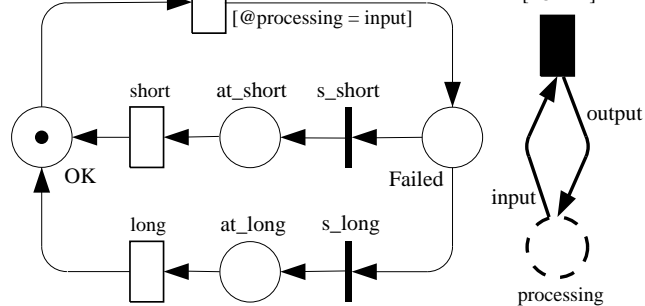 [@processing = input]
short
at_short
s_short
output
OK
Failed
input
long
at_long
s_long
processing